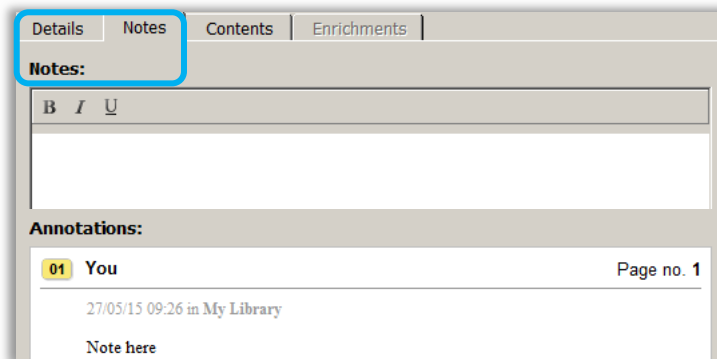 Details Notes Contents Enrichments
Notes:
B I U
Annotations:
01 You Page no. 1
27/05/15 09:26 in My Library
Note here